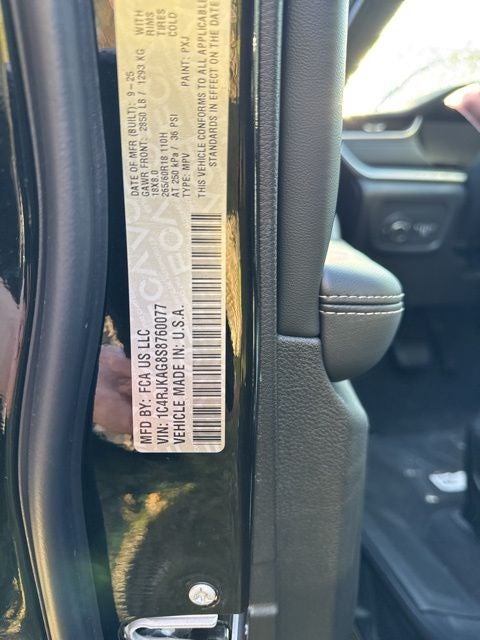 MFD BY: FCA US LLC
VIN: 1C4RJKAG8S8760077
VEHICLE MADE IN: U.S.A.
DATE OF MFR (BUILT): 9-25
GAWR FRONT: 2850 LB / 1293 KG WITH
18X8.0 RIMS
265/60R18 110H TIRES
AT 250 kPa / 36 PSI COLD
TYPE: MPV PAINT: PXJ
THIS VEHICLE CONFORMS TO ALL APPLICABLE
STANDARDS IN EFFECT ON THE DATE